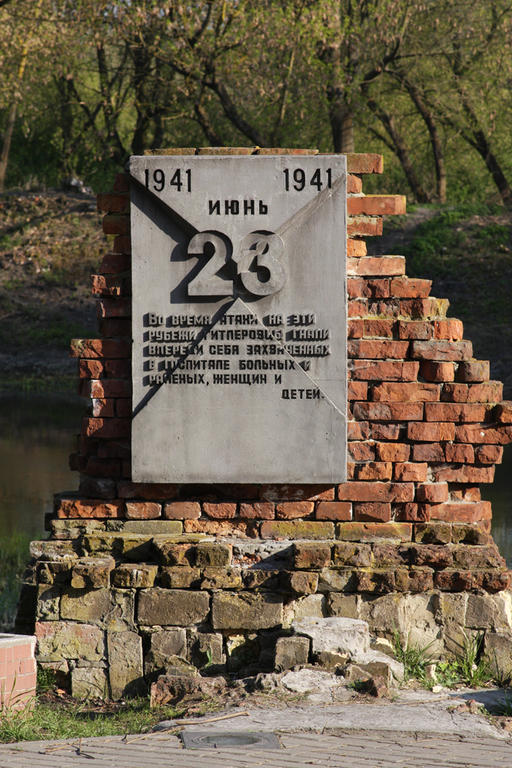 1941 1941
ИЮНЬ
23
Во время атаки на эти
рубежи гитлеровцы гнали
впереди себя захваченных
в госпитале больных и
раненых, женщин и
детей.